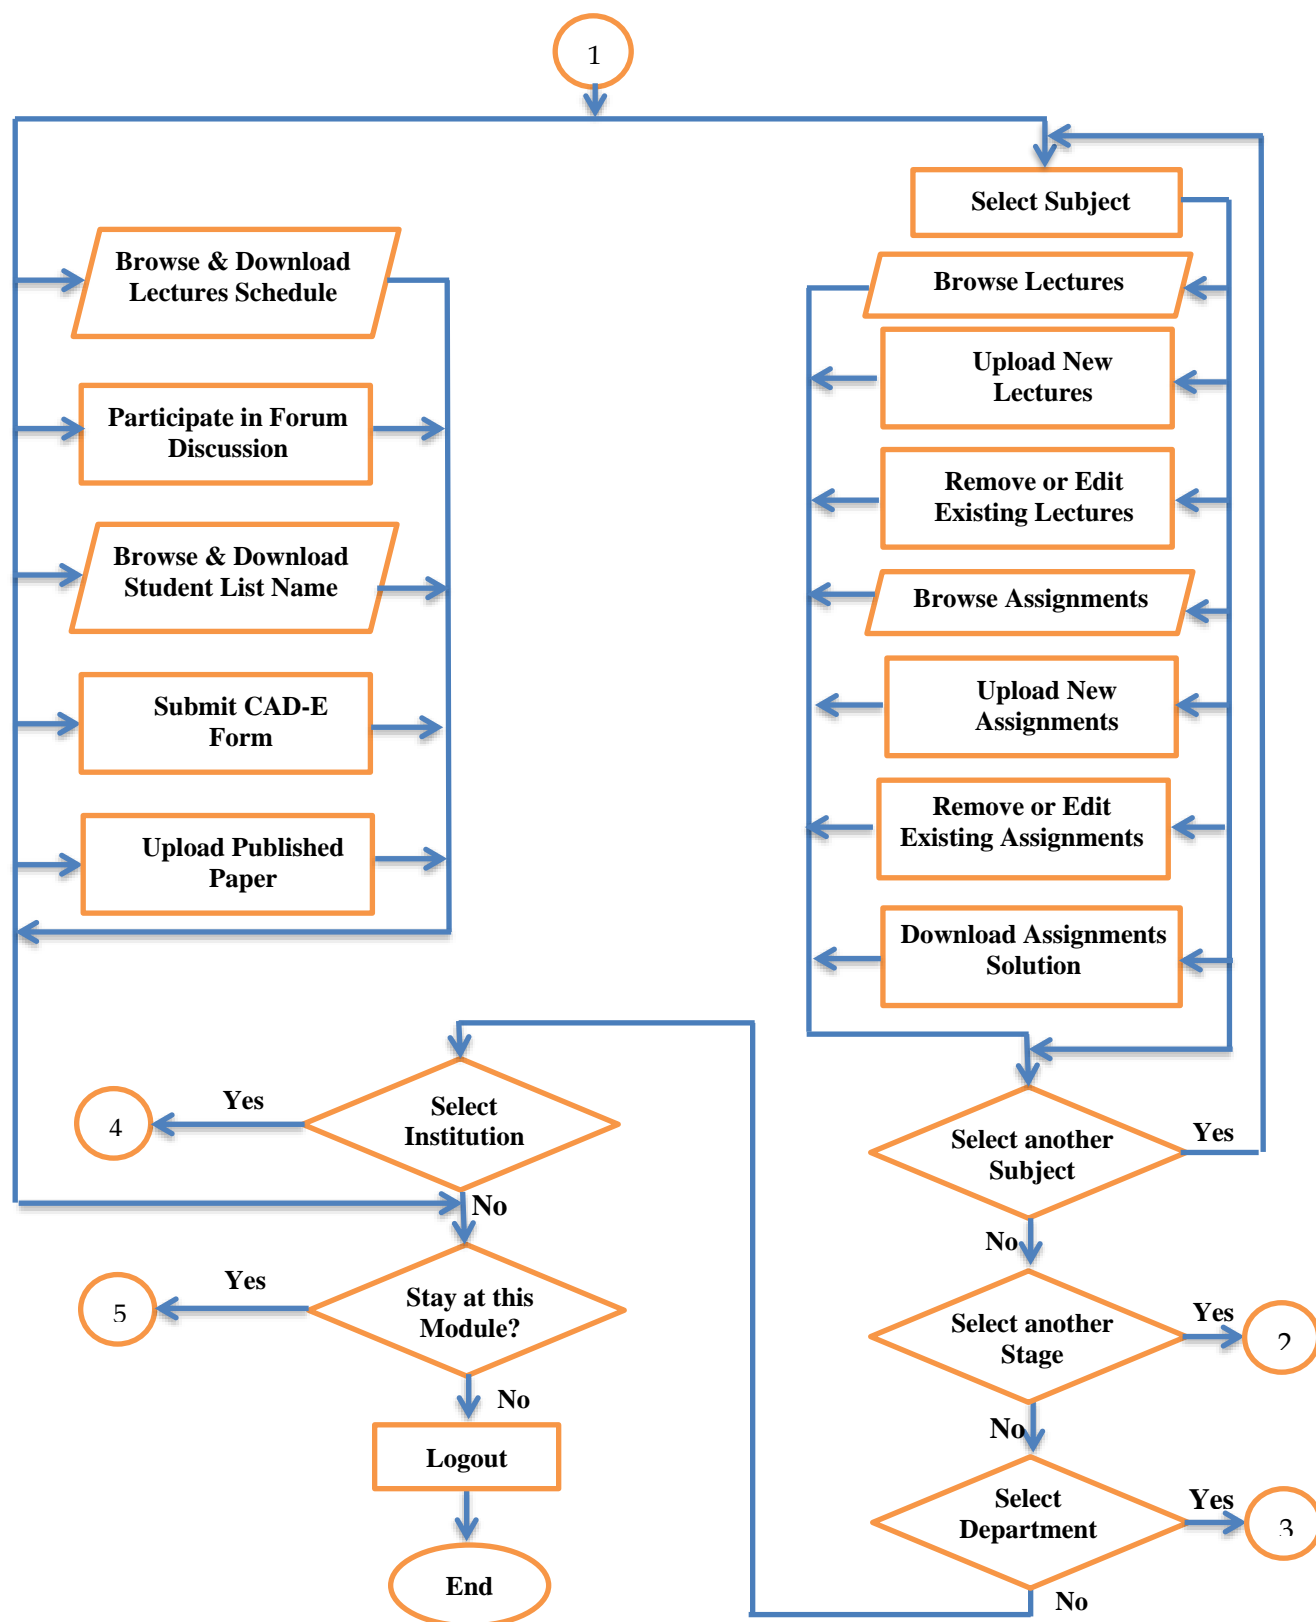 1
Browse & Download
Lectures Schedule
Participate in Forum
Discussion
Browse & Download
Student List Name
Submit CAD-E
Form
Upload Published
Paper
Select Subject
Browse Lectures
Upload New
Lectures
Remove or Edit
Existing Lectures
Browse Assignments
Upload New
Assignments
Remove or Edit
Existing Assignments
Download Assignments
Solution
Select another
Subject
Yes
No
Select another
Stage
Yes
2
No
Select
Department
Yes
3
No
Select
Institution
Yes
4
No
Stay at this
Module?
Yes
5
No
Logout
End